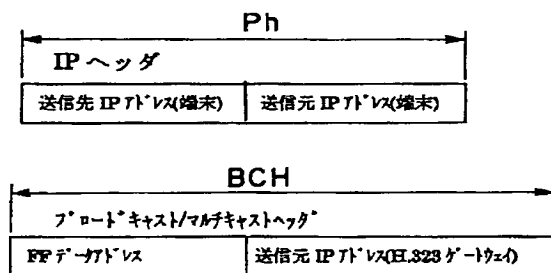 Ph
IPヘッダ
送信先 IPアドレス(端末) 送信元 IPアドレス(端末)
BCH
ブロードキャスト/マルチキャストヘッダ
FFデータアドレス 送信元 IPアドレス(H.323ゲートウェイ)